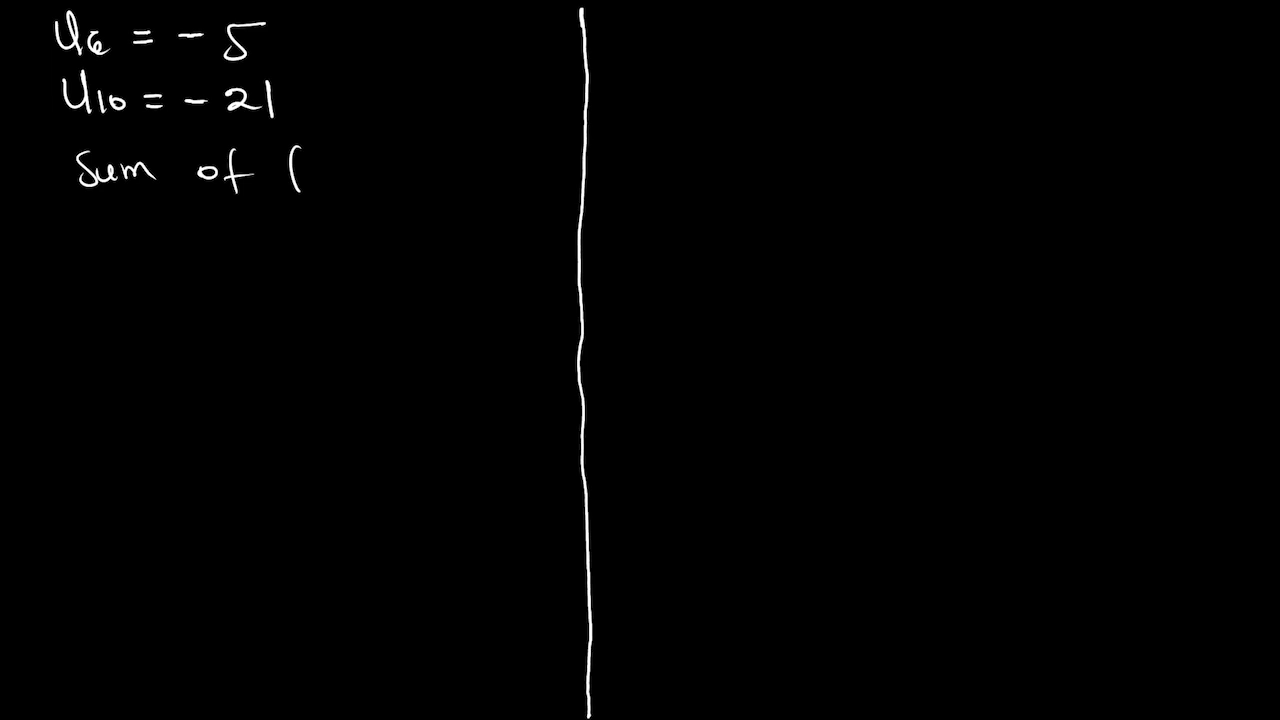 U6 = - 5
U10 = - 21
Sum of (